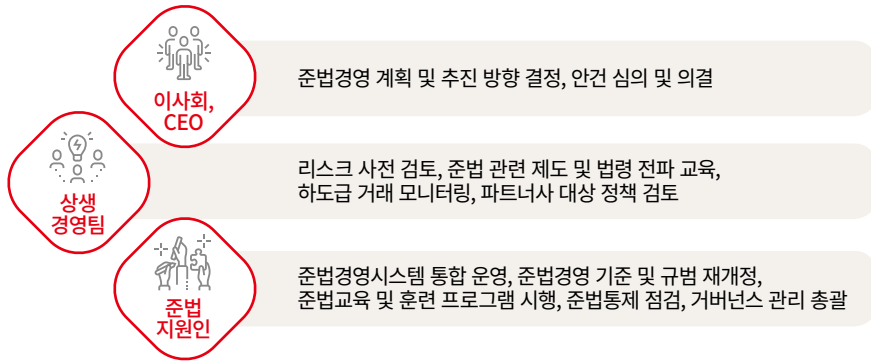 이사회,
CEO
준법경영 계획 및 추진 방향 결정, 안건 심의 및 의결
상생
경영팀
리스크 사전 검토, 준법 관련 제도 및 법령 전파 교육,
하도급 거래 모니터링, 파트너사 대상 정책 검토
준법
지원인
준법경영시스템 통합 운영, 준법경영 기준 및 규범 재개정,
준법교육 및 훈련 프로그램 시행, 준법통제 점검, 거버넌스 관리 총괄